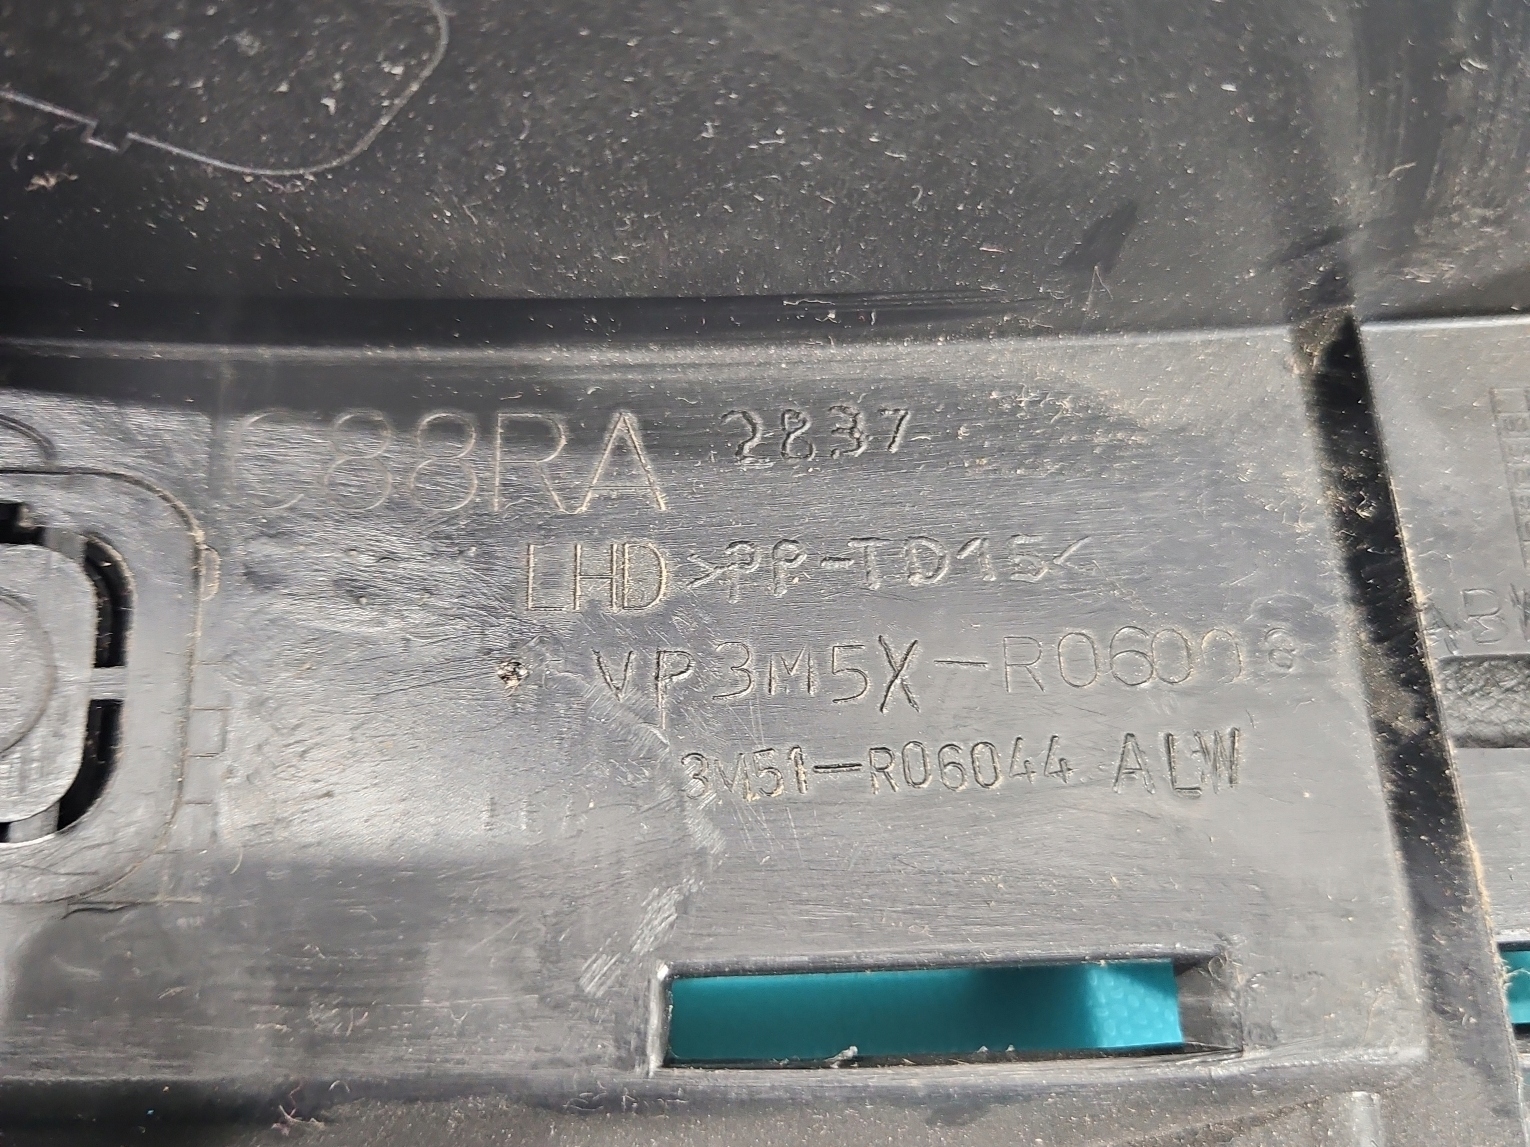 C88RA 2837
LHD >PP-TD15<
VP3M5X-R06008
3M51-R06044 ALW